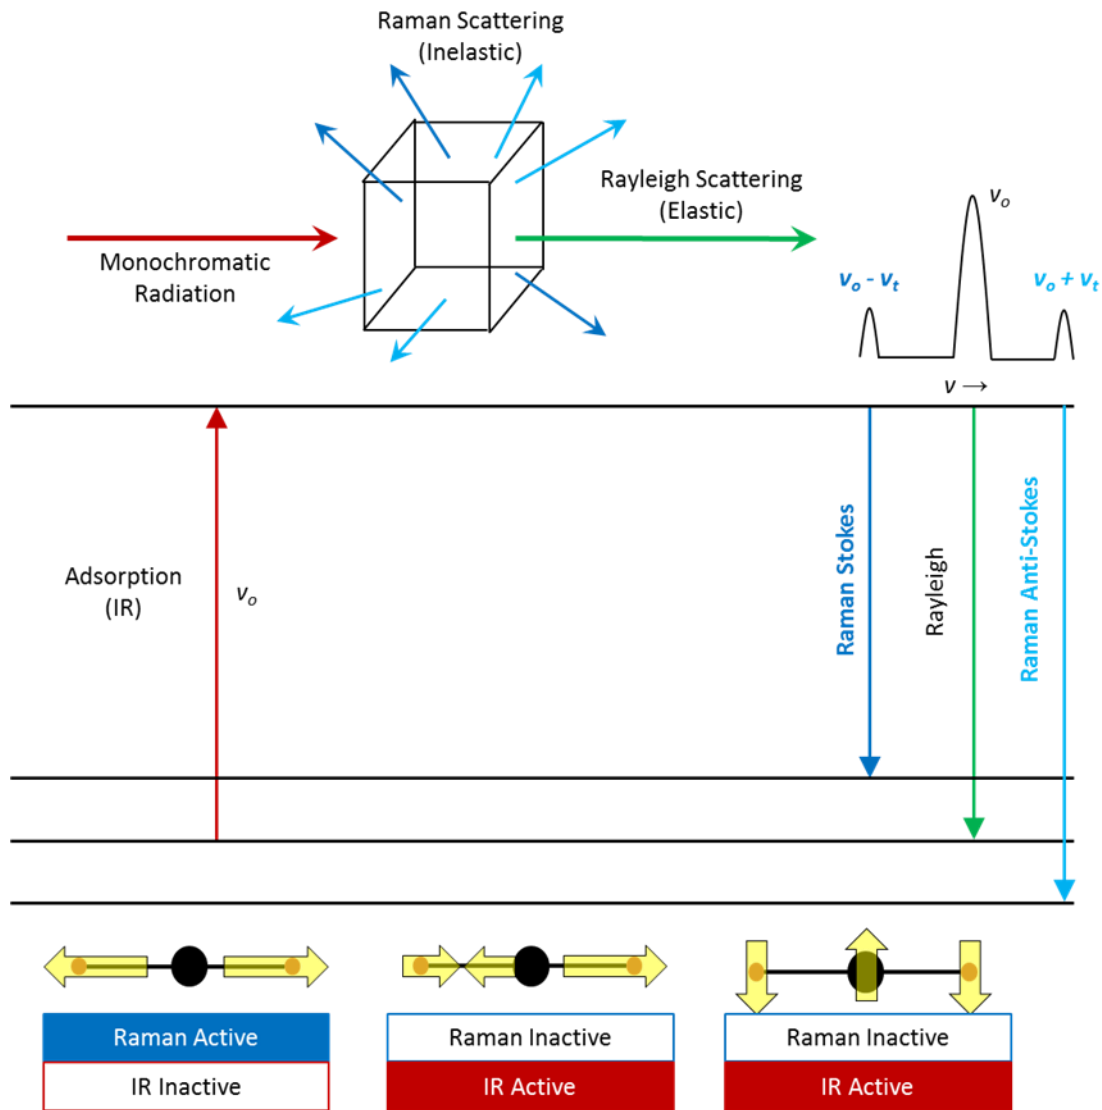 Raman Scattering
(Inelastic)
Rayleigh Scattering
(Elastic)
Monochromatic
Radiation
νo
νo - νt
νo + νt
ν →
Adsorption
(IR)
νo
Raman Stokes
Rayleigh
Raman Anti-Stokes
Raman Active
IR Inactive
Raman Inactive
IR Active
Raman Inactive
IR Active